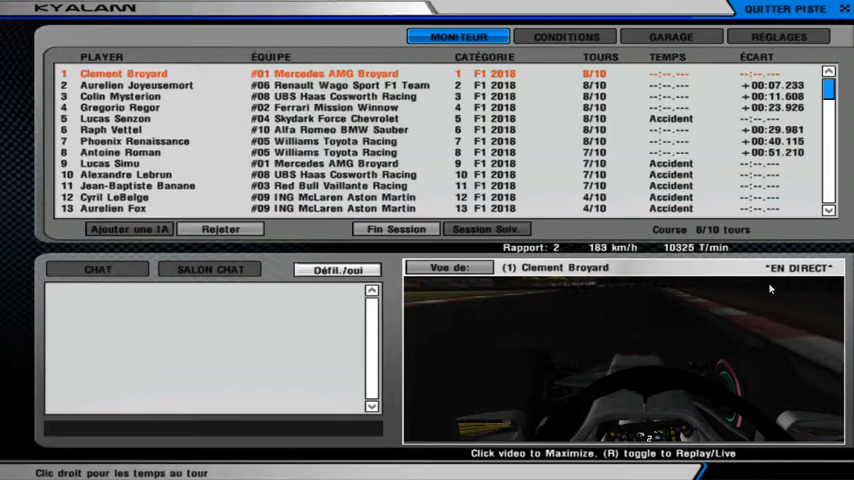 KYALAMI
QUITTER PISTE
MONITEUR CONDITIONS GARAGE RÉGLAGES
PLAYER ÉQUIPE CATÉGORIE TOURS TEMPS ÉCART
1 Clement Broyard #01 Mercedes AMG Broyard 1 F1 2018 8/10 --:--.--- --:--.---
2 Aurelien Joyeusemort #06 Renault Wago Sport F1 Team 2 F1 2018 8/10 --:--.--- +00:07.233
3 Colin Mysterion #08 UBS Haas Cosworth Racing 3 F1 2018 8/10 --:--.--- +00:11.608
4 Gregorio Regor #02 Ferrari Mission Winnow 4 F1 2018 8/10 --:--.--- +00:23.926
5 Lucas Senzon #04 Skydark Force Chevrolet 5 F1 2018 8/10 Accident --:--.---
6 Raph Vettel #10 Alfa Romeo BMW Sauber 6 F1 2018 8/10 --:--.--- +00:29.981
7 Phoenix Renaissance #05 Williams Toyota Racing 7 F1 2018 8/10 --:--.--- +00:40.115
8 Antoine Roman #05 Williams Toyota Racing 8 F1 2018 7/10 --:--.--- +00:51.210
9 Lucas Simu #01 Mercedes AMG Broyard 9 F1 2018 7/10 Accident --:--.---
10 Alexandre Lebrun #08 UBS Haas Cosworth Racing 10 F1 2018 7/10 Accident --:--.---
11 Jean-Baptiste Banane #03 Red Bull Vaillante Racing 11 F1 2018 7/10 Accident --:--.---
12 Cyril LeBelge #09 ING McLaren Aston Martin 12 F1 2018 4/10 Accident --:--.---
13 Aurelien Fox #09 ING McLaren Aston Martin 13 F1 2018 4/10 Accident --:--.---
Ajouter une IA Rejeter Fin Session Session Suiv. Course 8/10 tours
Rapport: 2 183 km/h 10325 T/min
CHAT SALON CHAT Défil./oui Vue de: (1) Clement Broyard *EN DIRECT*
2
Click video to Maximize, (R) toggle to Replay/Live
Clic droit pour les temps au tour